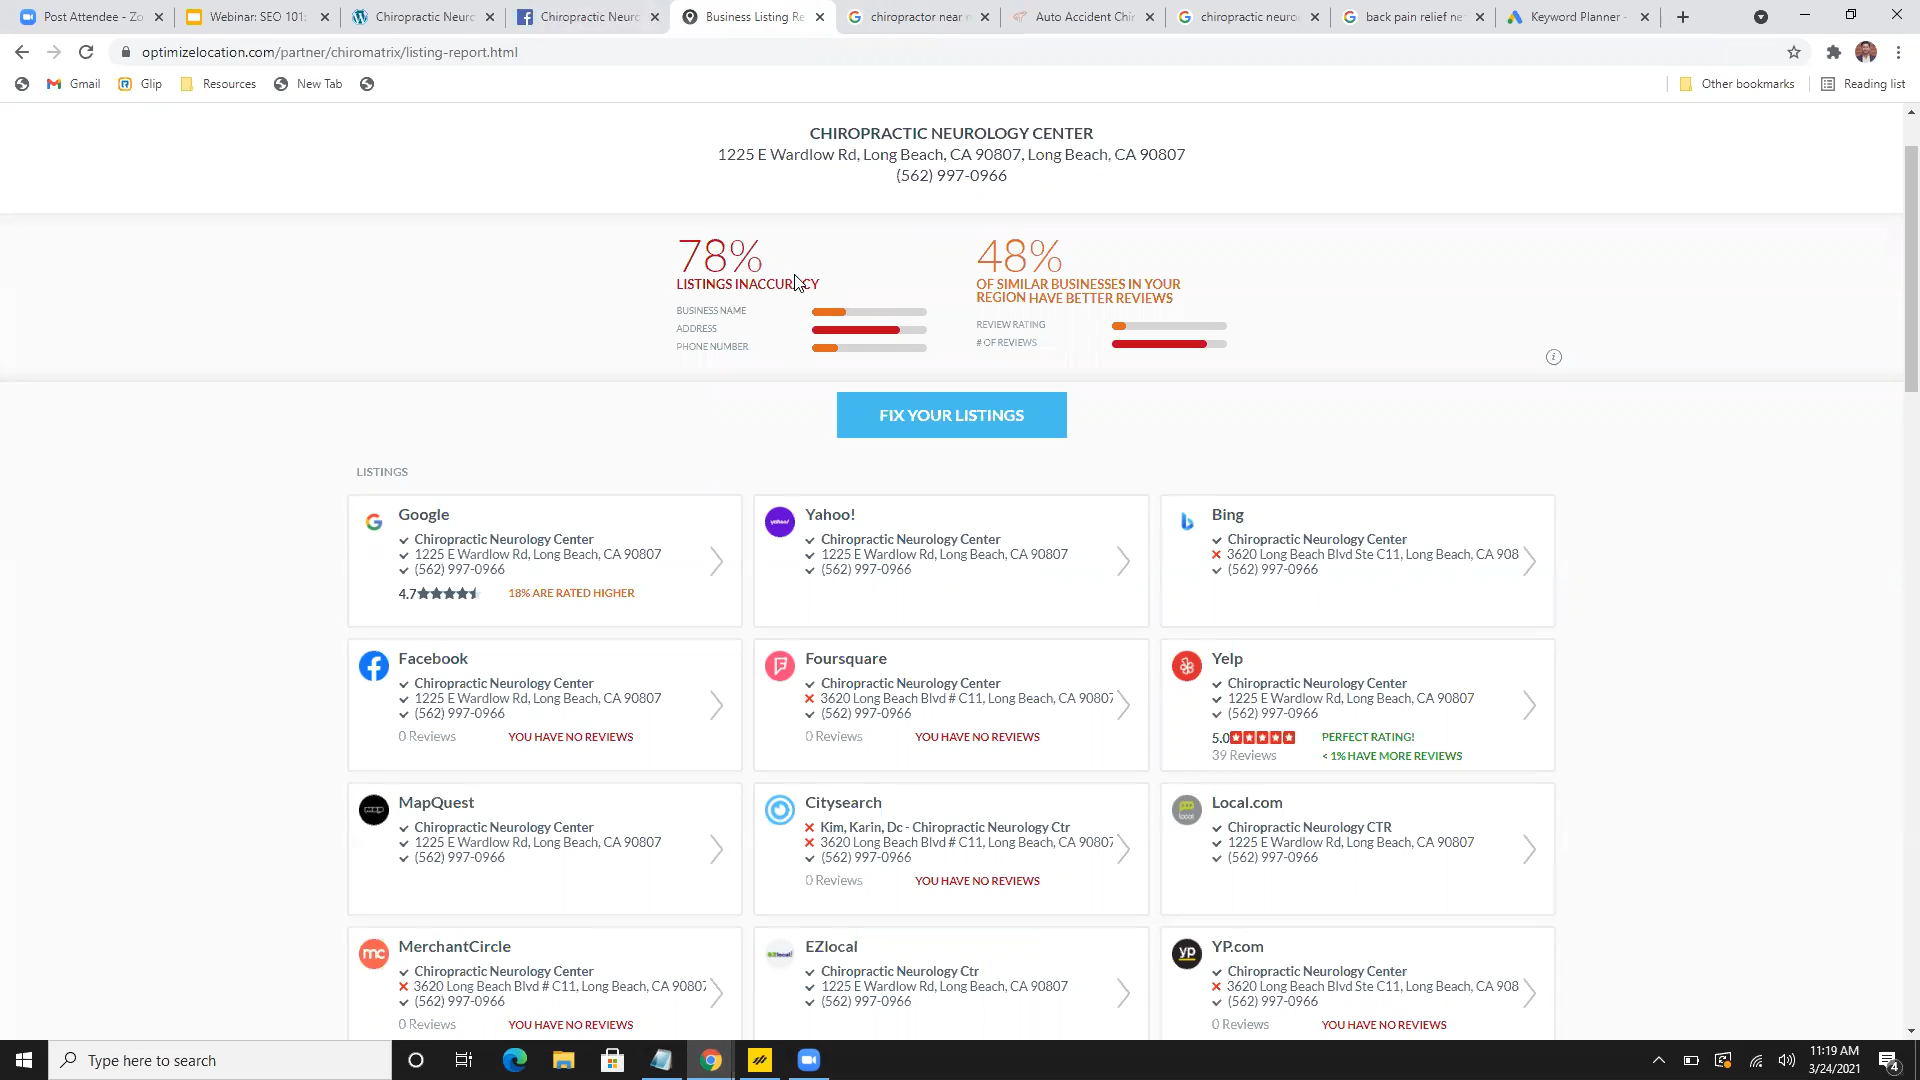 Post Attendee - Zo
Webinar: SEO 101:
Chiropractic Neuro
Chiropractic Neuro
Business Listing Re
chiropractor near n
Auto Accident Chir
chiropractic neuro
back pain relief ne
Keyword Planner -
optimizelocation.com/partner/chiromatrix/listing-report.html
Gmail
Glip
Resources
New Tab
Other bookmarks
Reading list
CHIROPRACTIC NEUROLOGY CENTER
1225 E Wardlow Rd, Long Beach, CA 90807, Long Beach, CA 90807
(562) 997-0966
78%
LISTINGS INACCURACY
BUSINESS NAME
ADDRESS
PHONE NUMBER
48%
OF SIMILAR BUSINESSES IN YOUR
REGION HAVE BETTER REVIEWS
REVIEW RATING
# OF REVIEWS
FIX YOUR LISTINGS
LISTINGS
Google
Chiropractic Neurology Center
1225 E Wardlow Rd, Long Beach, CA 90807
(562) 997-0966
4.7
18% ARE RATED HIGHER
Yahoo!
Chiropractic Neurology Center
1225 E Wardlow Rd, Long Beach, CA 90807
(562) 997-0966
Bing
Chiropractic Neurology Center
3620 Long Beach Blvd Ste C11, Long Beach, CA 908
(562) 997-0966
Facebook
Chiropractic Neurology Center
1225 E Wardlow Rd, Long Beach, CA 90807
(562) 997-0966
0 Reviews
YOU HAVE NO REVIEWS
Foursquare
Chiropractic Neurology Center
3620 Long Beach Blvd # C11, Long Beach, CA 90807
(562) 997-0966
0 Reviews
YOU HAVE NO REVIEWS
Yelp
Chiropractic Neurology Center
1225 E Wardlow Rd, Long Beach, CA 90807
(562) 997-0966
5.0
PERFECT RATING!
39 Reviews
< 1% HAVE MORE REVIEWS
MapQuest
Chiropractic Neurology Center
1225 E Wardlow Rd, Long Beach, CA 90807
(562) 997-0966
Citysearch
Kim, Karin, Dc - Chiropractic Neurology Ctr
3620 Long Beach Blvd # C11, Long Beach, CA 90807
(562) 997-0966
0 Reviews
YOU HAVE NO REVIEWS
Local.com
Chiropractic Neurology CTR
1225 E Wardlow Rd, Long Beach, CA 90807
(562) 997-0966
MerchantCircle
Chiropractic Neurology Center
3620 Long Beach Blvd # C11, Long Beach, CA 90807
(562) 997-0966
0 Reviews
YOU HAVE NO REVIEWS
EZlocal
Chiropractic Neurology Ctr
1225 E Wardlow Rd, Long Beach, CA 90807
(562) 997-0966
YP.com
Chiropractic Neurology Center
3620 Long Beach Blvd Ste C11, Long Beach, CA 908
(562) 997-0966
0 Reviews
YOU HAVE NO REVIEWS
Type here to search
11:19 AM
3/24/2021
4